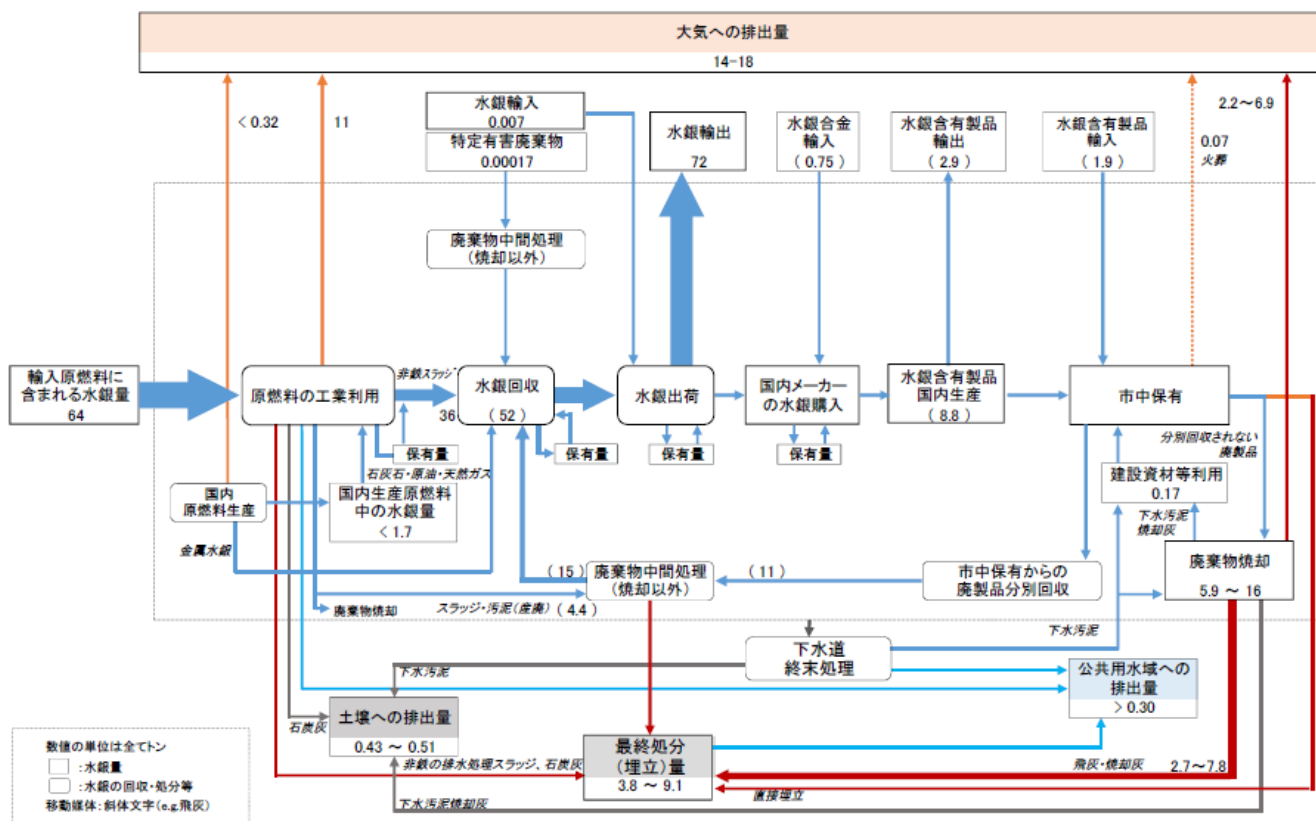 大気への排出量
14-18
< 0.32
11
水銀輸入
0.007
特定有害廃棄物
0.00017
水銀輸出
72
水銀合金
輸入
( 0.75 )
水銀含有製品
輸出
( 2.9 )
水銀含有製品
輸入
( 1.9 )
0.07
火葬
2.2～6.9
廃棄物中間処理
(焼却以外)
輸入原燃料に
含まれる水銀量
64
原燃料の工業利用
非鉄スラッジ
36
水銀回収
( 52 )
水銀出荷
国内メーカー
の水銀購入
水銀含有製品
国内生産
( 8.8 )
市中保有
保有量
保有量
保有量
保有量
石灰石・原油・天然ガス
分別回収されない
廃製品
国内
原燃料生産
国内生産原燃料
中の水銀量
< 1.7
建設資材等利用
0.17
金属水銀
下水汚泥
焼却灰
( 15 )
廃棄物中間処理
(焼却以外)
( 11 )
市中保有からの
廃製品分別回収
廃棄物焼却
5.9 ～ 16
廃棄物焼却
スラッジ・汚泥(産廃)
( 4.4 )
下水汚泥
下水道
終末処理
下水汚泥
公共用水域への
排出量
> 0.30
石炭灰
土壌への排出量
0.43 ～ 0.51
最終処分
(埋立)量
3.8 ～ 9.1
非鉄の排水処理スラッジ、石炭灰
飛灰・焼却灰
2.7～7.8
直接埋立
下水汚泥焼却灰
数値の単位は全てトン
:水銀量
:水銀の回収・処分等
移動媒体:斜体文字(e.g.飛灰)